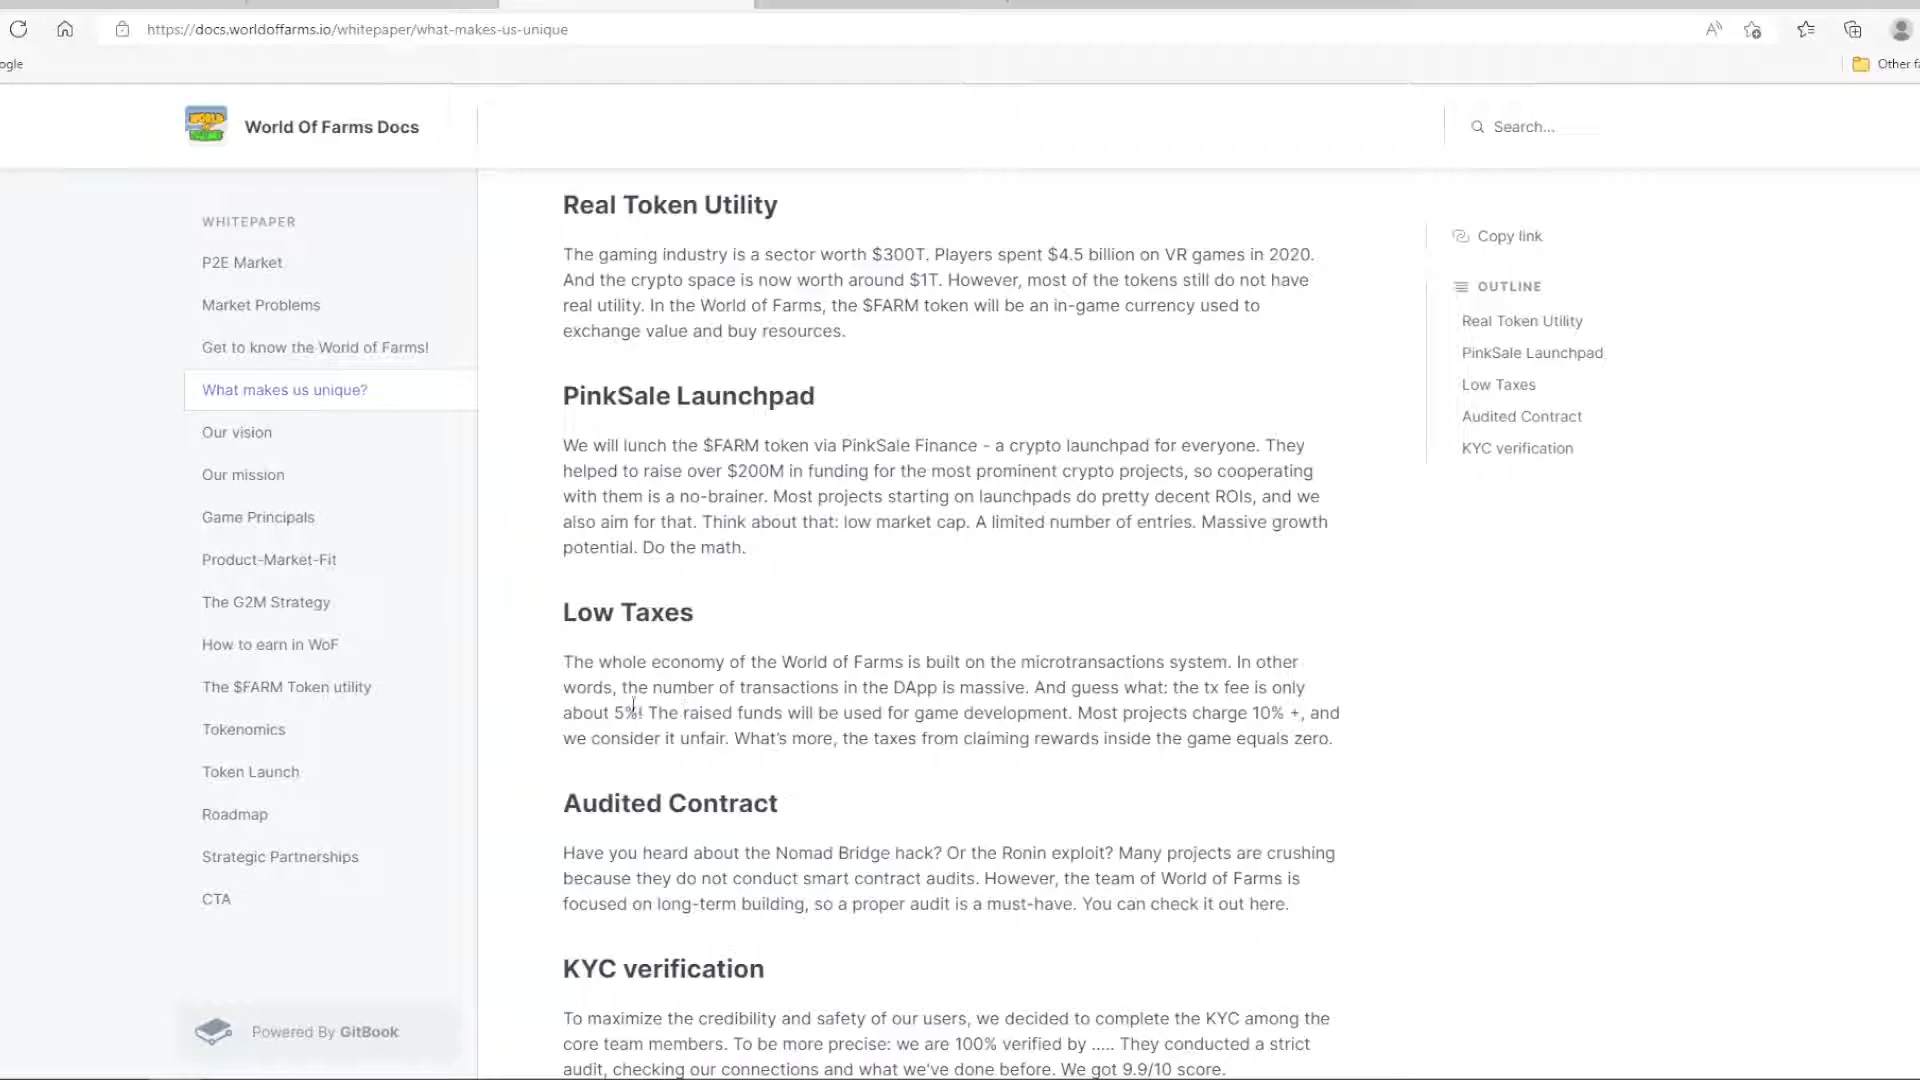 https://docs.worldoffarms.io/whitepaper/what-makes-us-unique
ogle
Other fa
World Of Farms Docs
Search...
WHITEPAPER
P2E Market
Market Problems
Get to know the World of Farms!
What makes us unique?
Our vision
Our mission
Game Principals
Product-Market-Fit
The G2M Strategy
How to earn in WoF
The $FARM Token utility
Tokenomics
Token Launch
Roadmap
Strategic Partnerships
CTA
Powered By GitBook
Real Token Utility
The gaming industry is a sector worth $300T. Players spent $4.5 billion on VR games in 2020.
And the crypto space is now worth around $1T. However, most of the tokens still do not have
real utility. In the World of Farms, the $FARM token will be an in-game currency used to
exchange value and buy resources.
PinkSale Launchpad
We will lunch the $FARM token via PinkSale Finance - a crypto launchpad for everyone. They
helped to raise over $200M in funding for the most prominent crypto projects, so cooperating
with them is a no-brainer. Most projects starting on launchpads do pretty decent ROIs, and we
also aim for that. Think about that: low market cap. A limited number of entries. Massive growth
potential. Do the math.
Low Taxes
The whole economy of the World of Farms is built on the microtransactions system. In other
words, the number of transactions in the DApp is massive. And guess what: the tx fee is only
about 5%! The raised funds will be used for game development. Most projects charge 10% +, and
we consider it unfair. What's more, the taxes from claiming rewards inside the game equals zero.
Audited Contract
Have you heard about the Nomad Bridge hack? Or the Ronin exploit? Many projects are crushing
because they do not conduct smart contract audits. However, the team of World of Farms is
focused on long-term building, so a proper audit is a must-have. You can check it out here.
KYC verification
To maximize the credibility and safety of our users, we decided to complete the KYC among the
core team members. To be more precise: we are 100% verified by ..... They conducted a strict
audit, checking our connections and what we've done before. We got 9.9/10 score.
Copy link
OUTLINE
Real Token Utility
PinkSale Launchpad
Low Taxes
Audited Contract
KYC verification